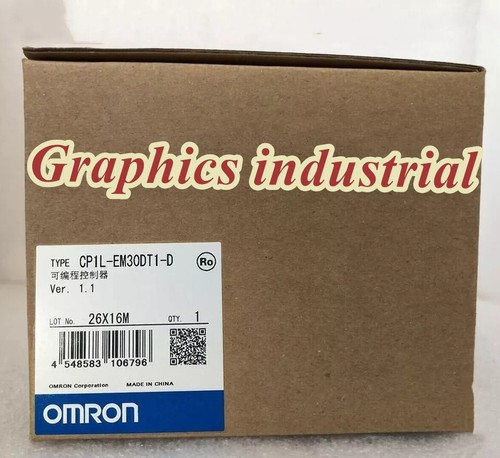 Graphics industrial
TYPE CP1L-EM30DT1-D
Ro
可编程控制器
Ver. 1.1
LOT No. 26X16M QTY. 1
4 548583 106796
OMRON Corporation MADE IN CHINA
OMRON